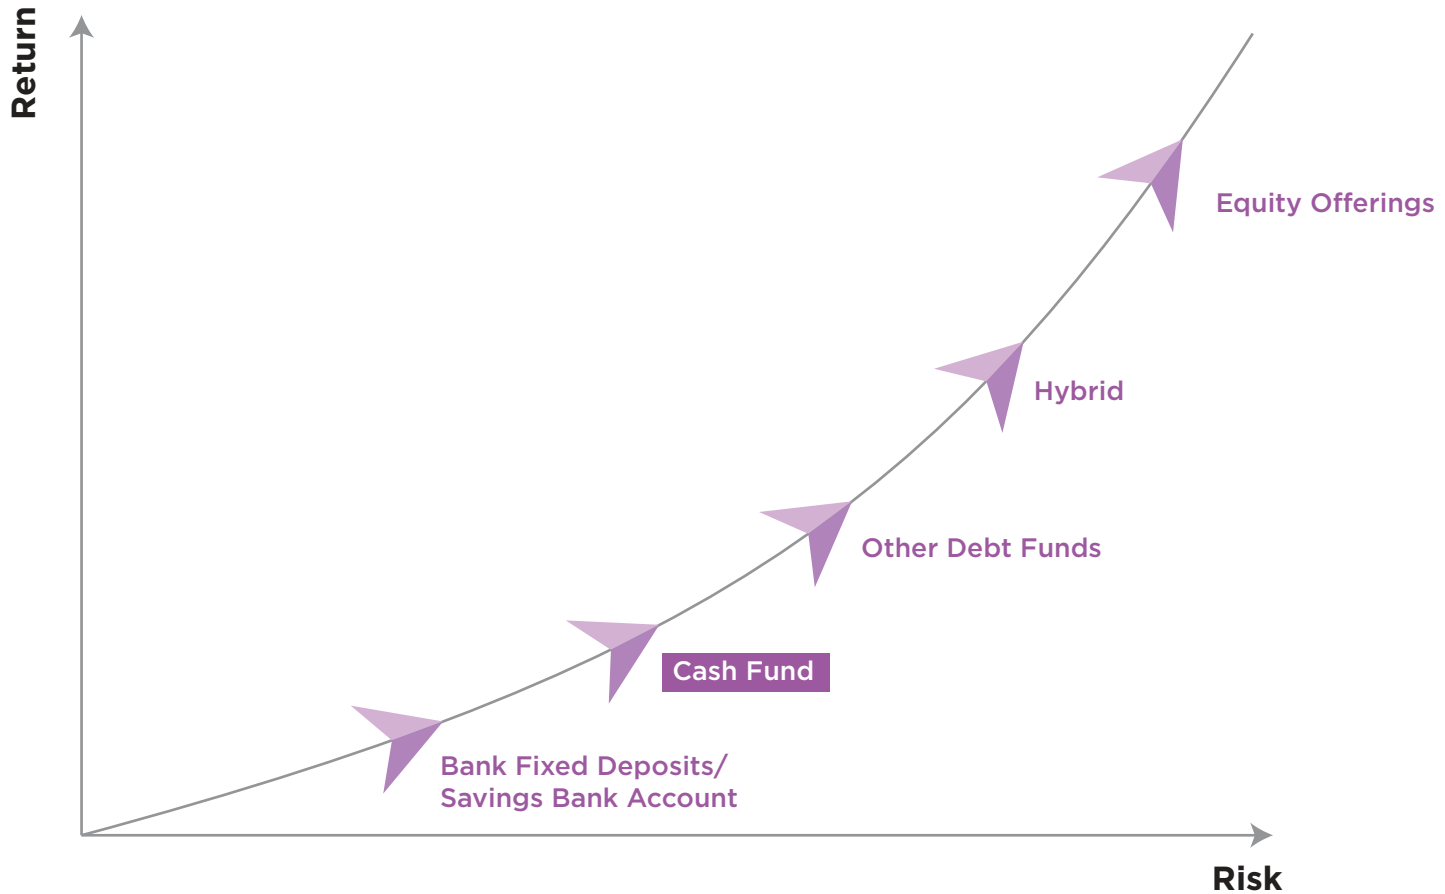 Return
Equity Offerings
Hybrid
Other Debt Funds
Cash Fund
Bank Fixed Deposits/
Savings Bank Account
Risk